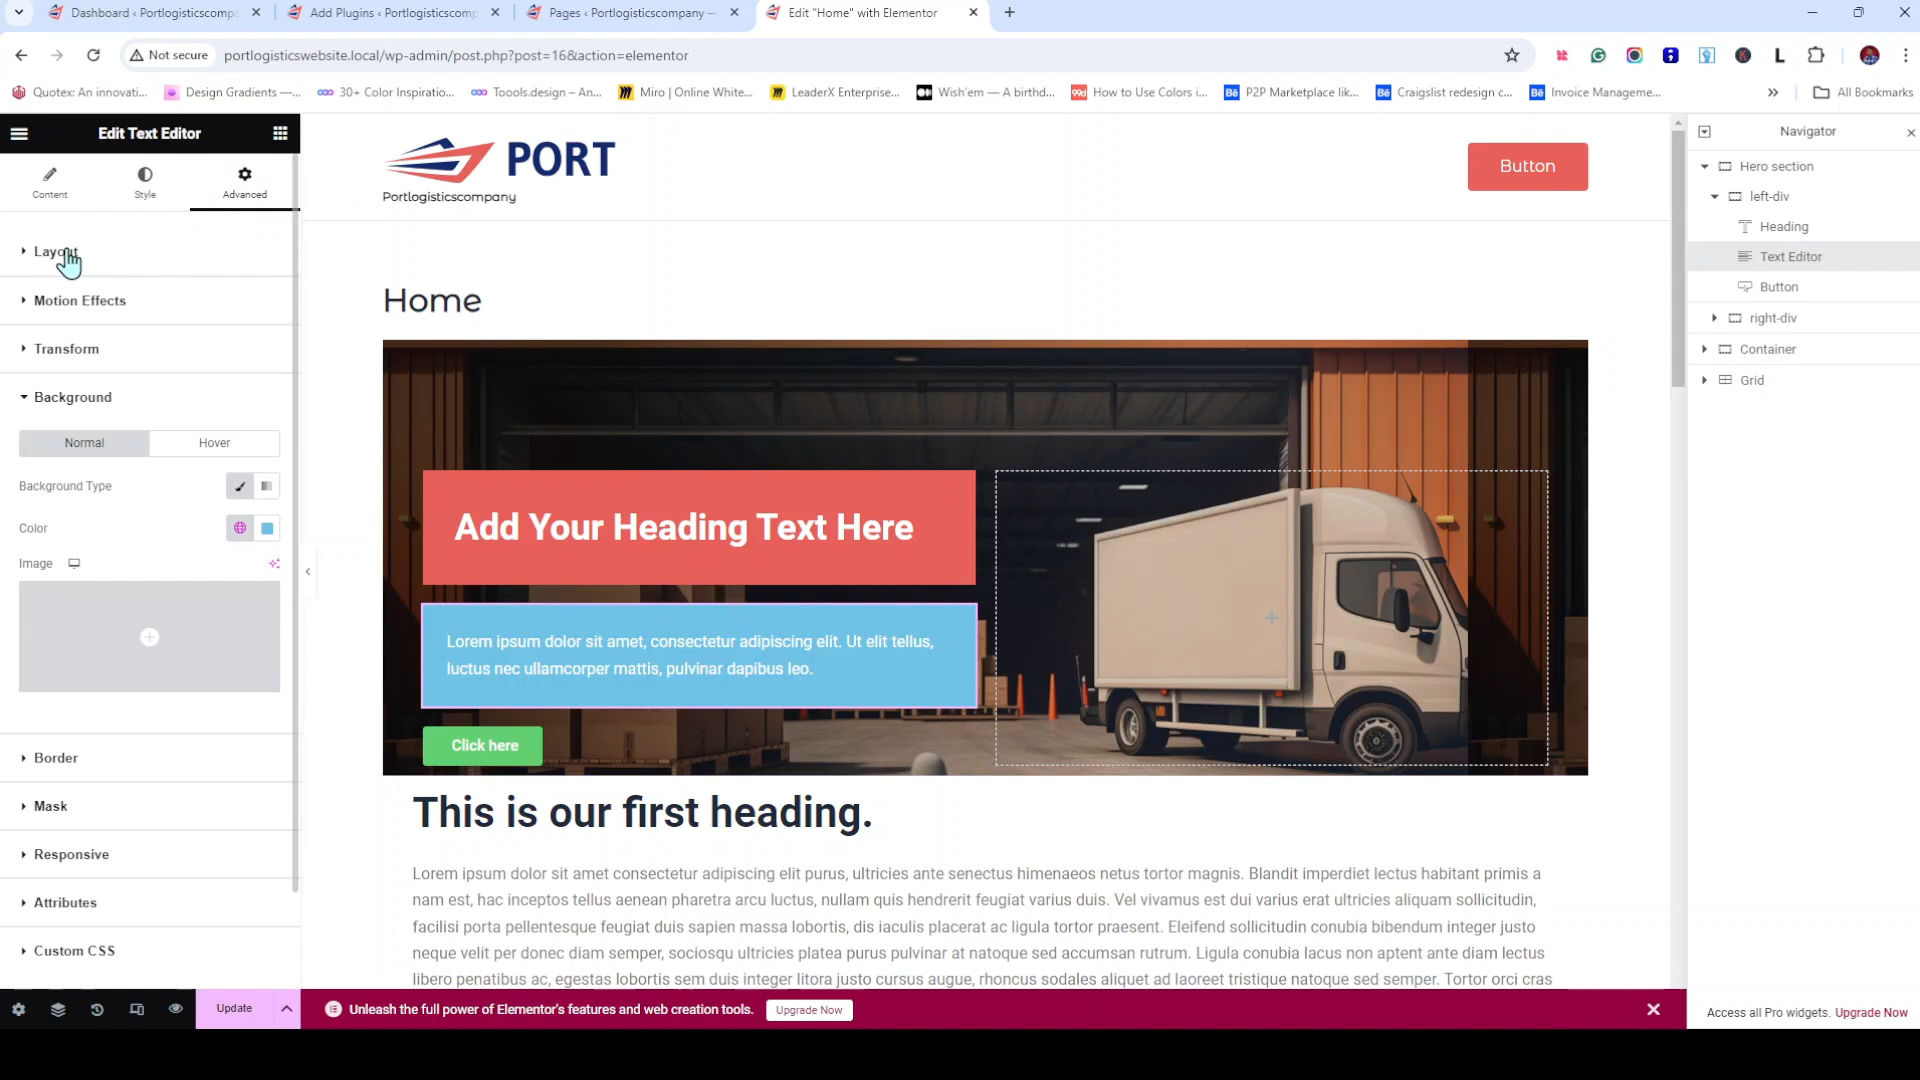 Dashboard ‹ Portlogisticscompa
Add Plugins ‹ Portlogisticscomp
Pages ‹ Portlogisticscompany —
Edit "Home" with Elementor
Not secure
portlogisticswebsite.local/wp-admin/post.php?post=16&action=elementor
Quotex: An innovati...
Design Gradients —...
30+ Color Inspiratio...
Toools.design – An...
Miro | Online White...
LeaderX Enterprise...
Wish'em — A birthd...
How to Use Colors i...
P2P Marketplace lik...
Craigslist redesign c...
Invoice Manageme...
All Bookmarks
Edit Text Editor
Content
Style
Advanced
Layout
Motion Effects
Transform
Background
Normal
Hover
Background Type
Color
Image
Border
Mask
Responsive
Attributes
Custom CSS
Update
PORT
Portlogisticscompany
Button
Home
Add Your Heading Text Here
Lorem ipsum dolor sit amet, consectetur adipiscing elit. Ut elit tellus,
luctus nec ullamcorper mattis, pulvinar dapibus leo.
Click here
This is our first heading.
Lorem ipsum dolor sit amet consectetur adipiscing elit purus, ultricies ante senectus himenaeos netus tortor magnis. Blandit imperdiet lectus habitant primis a
nam est, hac inceptos tellus aenean pharetra arcu luctus, nullam quis hendrerit feugiat varius duis. Vel vivamus est dui varius erat ultricies aliquam sollicitudin,
facilisi porta pellentesque feugiat duis sapien massa lobortis, dis iaculis placerat ac ligula tortor praesent. Eleifend sollicitudin conubia bibendum integer justo
neque velit per donec diam semper, sociosqu ultricies platea purus pulvinar at natoque sed accumsan rutrum. Ligula conubia lacus non aptent ante diam lectus
libero penatibus ac, egestas lobortis sem duis integer litora justo cursus augue, rhoncus sodales aliquet ad laoreet tristique natoque sed semper. Tortor orci cras
Unleash the full power of Elementor's features and web creation tools.
Upgrade Now
Navigator
Hero section
left-div
Heading
Text Editor
Button
right-div
Container
Grid
Access all Pro widgets. Upgrade Now